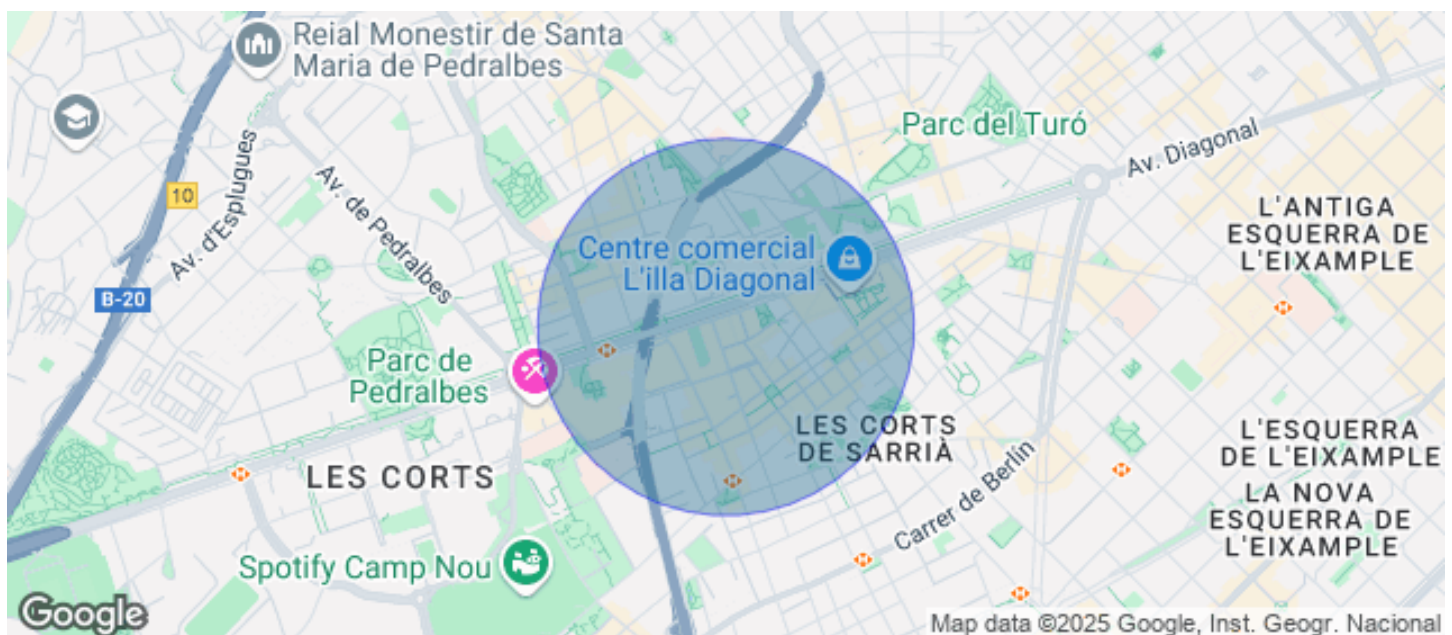 Reial Monestir de Santa
Maria de Pedralbes
Parc del Turó
Av. Diagonal
Av. d'Esplugues
Av. de Pedralbes
10
L'ANTIGA
ESQUERRA DE
L'EIXAMPLE
Centre comercial
L'illa Diagonal
B-20
Parc de
Pedralbes
LES CORTS
DE SARRIÀ
L'ESQUERRA
DE L'EIXAMPLE
LES CORTS
LA NOVA
ESQUERRA DE
L'EIXAMPLE
Carrer de Berlín
Spotify Camp Nou
Google
Map data ©2025 Google, Inst. Geogr. Nacional